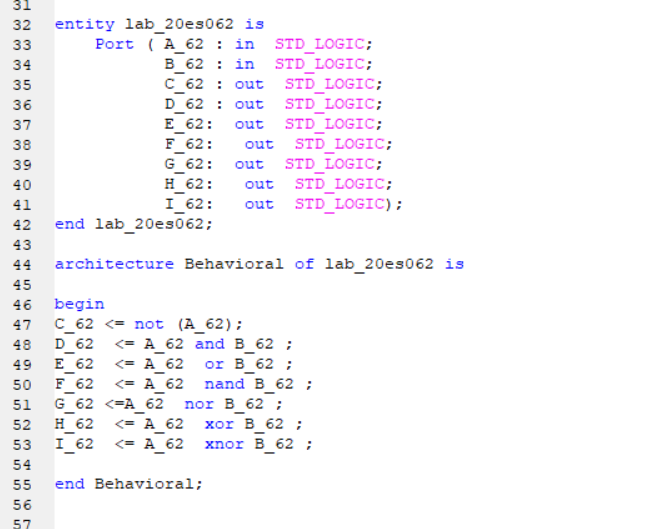 31
32 entity lab_20es062 is
33     Port ( A_62 : in  STD_LOGIC;
34            B_62 : in  STD_LOGIC;
35            C_62 : out  STD_LOGIC;
36            D_62 : out  STD_LOGIC;
37            E_62:  out  STD_LOGIC;
38            F_62:   out  STD_LOGIC;
39            G_62:  out  STD_LOGIC;
40            H_62:   out  STD_LOGIC;
41            I_62:   out  STD_LOGIC);
42 end lab_20es062;
43
44 architecture Behavioral of lab_20es062 is
45
46 begin
47 C_62 <= not (A_62);
48 D_62  <= A_62 and B_62 ;
49 E_62  <= A_62  or B_62 ;
50 F_62  <= A_62  nand B_62 ;
51 G_62 <=A_62  nor B_62 ;
52 H_62  <= A_62  xor B_62 ;
53 I_62  <= A_62  xnor B_62 ;
54
55 end Behavioral;
56
57